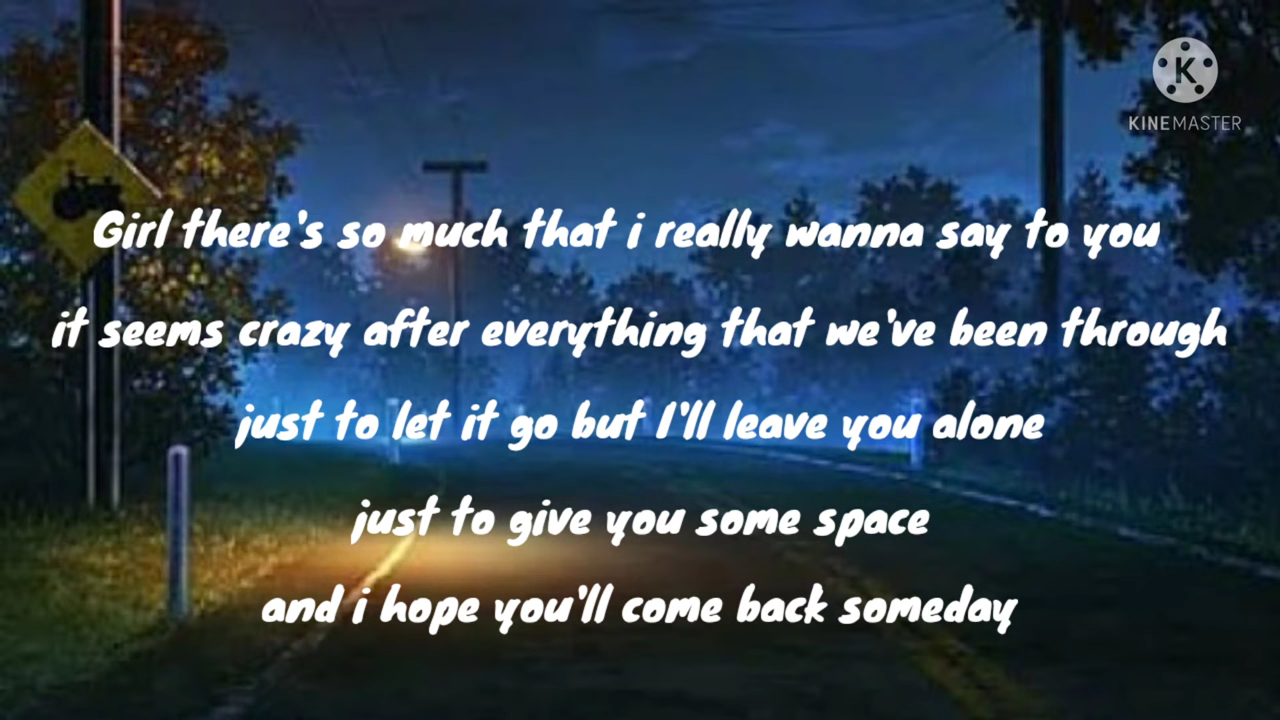 KINEMASTER
Girl there's so much that i really wanna say to you
it seems crazy after everything that we've been through
just to let it go but I'll leave you alone
just to give you some space
and i hope you'll come back someday